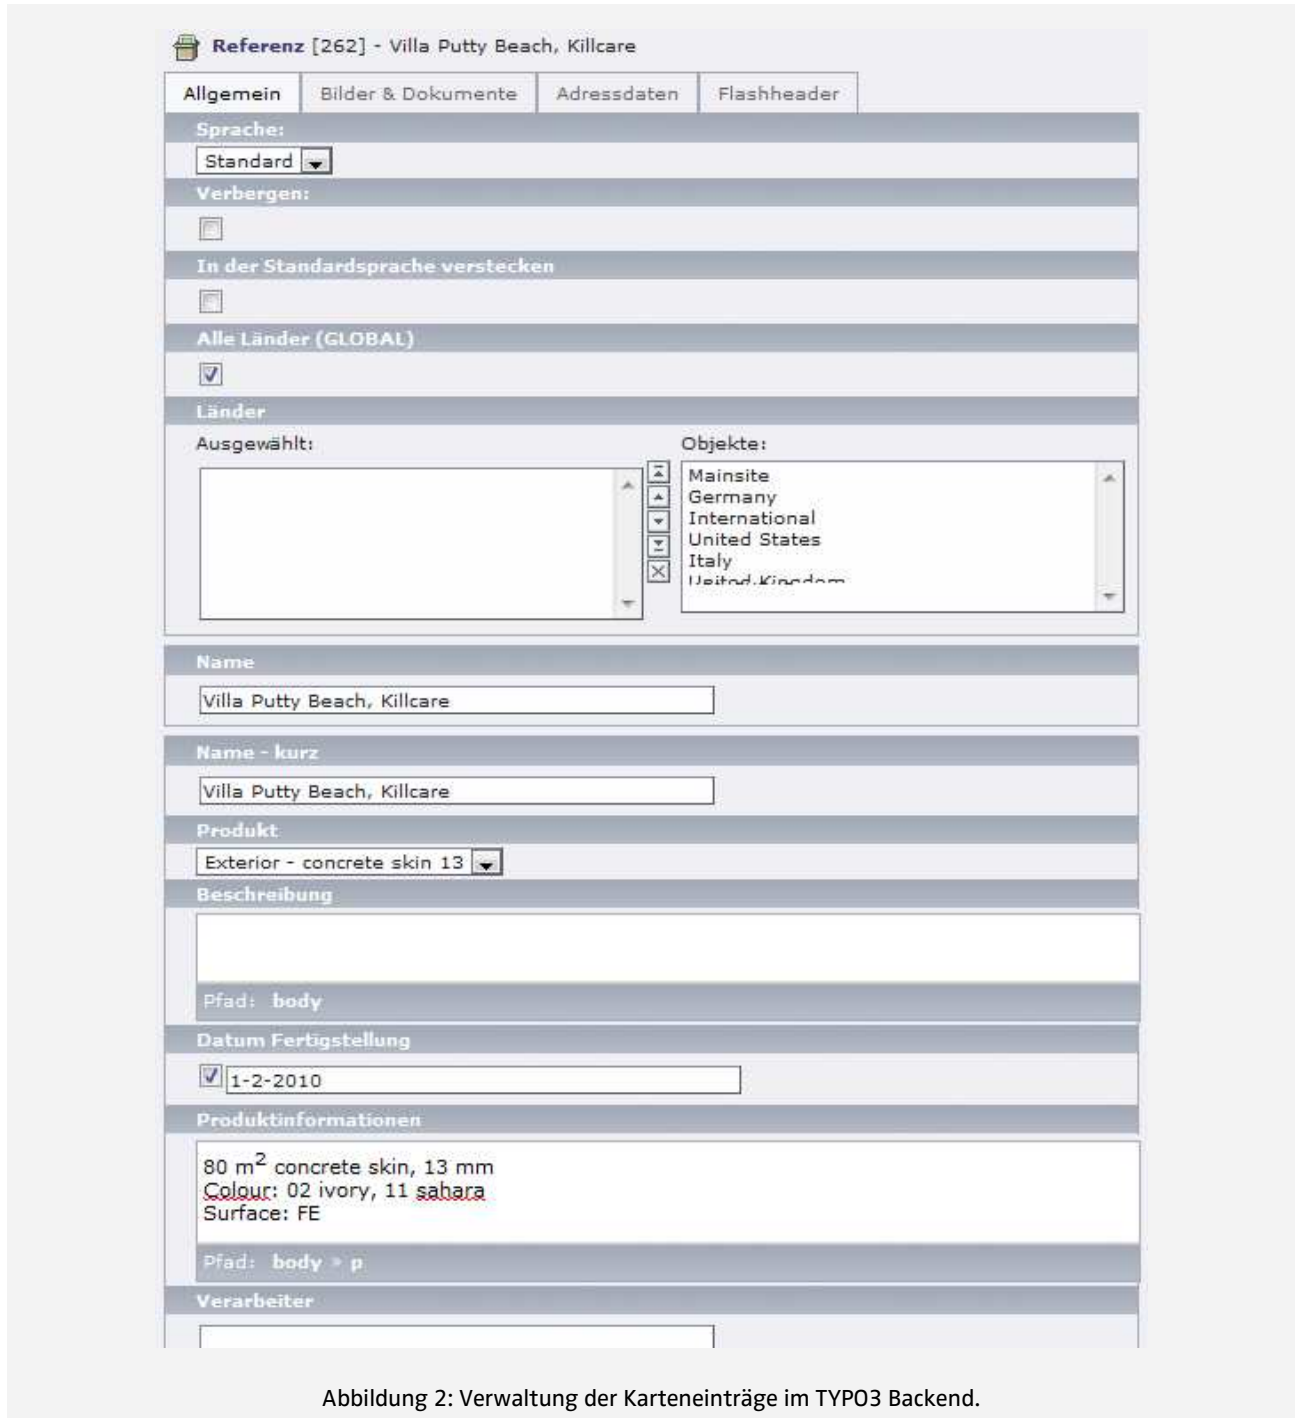 Referenz [262] - Villa Putty Beach, Killcare
Allgemein Bilder & Dokumente Adressdaten Flashheader
Sprache:
Standard
Verbergen:
In der Standardsprache verstecken
Alle Länder (GLOBAL)
Länder
Ausgewählt: Objekte:
Mainsite
Germany
International
United States
Italy
United Kingdom
Name
Villa Putty Beach, Killcare
Name - kurz
Villa Putty Beach, Killcare
Produkt
Exterior - concrete skin 13
Beschreibung
Pfad: body
Datum Fertigstellung
1-2-2010
Produktinformationen
80 m² concrete skin, 13 mm
Colour: 02 ivory, 11 sahara
Surface: FE
Pfad: body » p
Verarbeiter
Abbildung 2: Verwaltung der Karteneinträge im TYPO3 Backend.